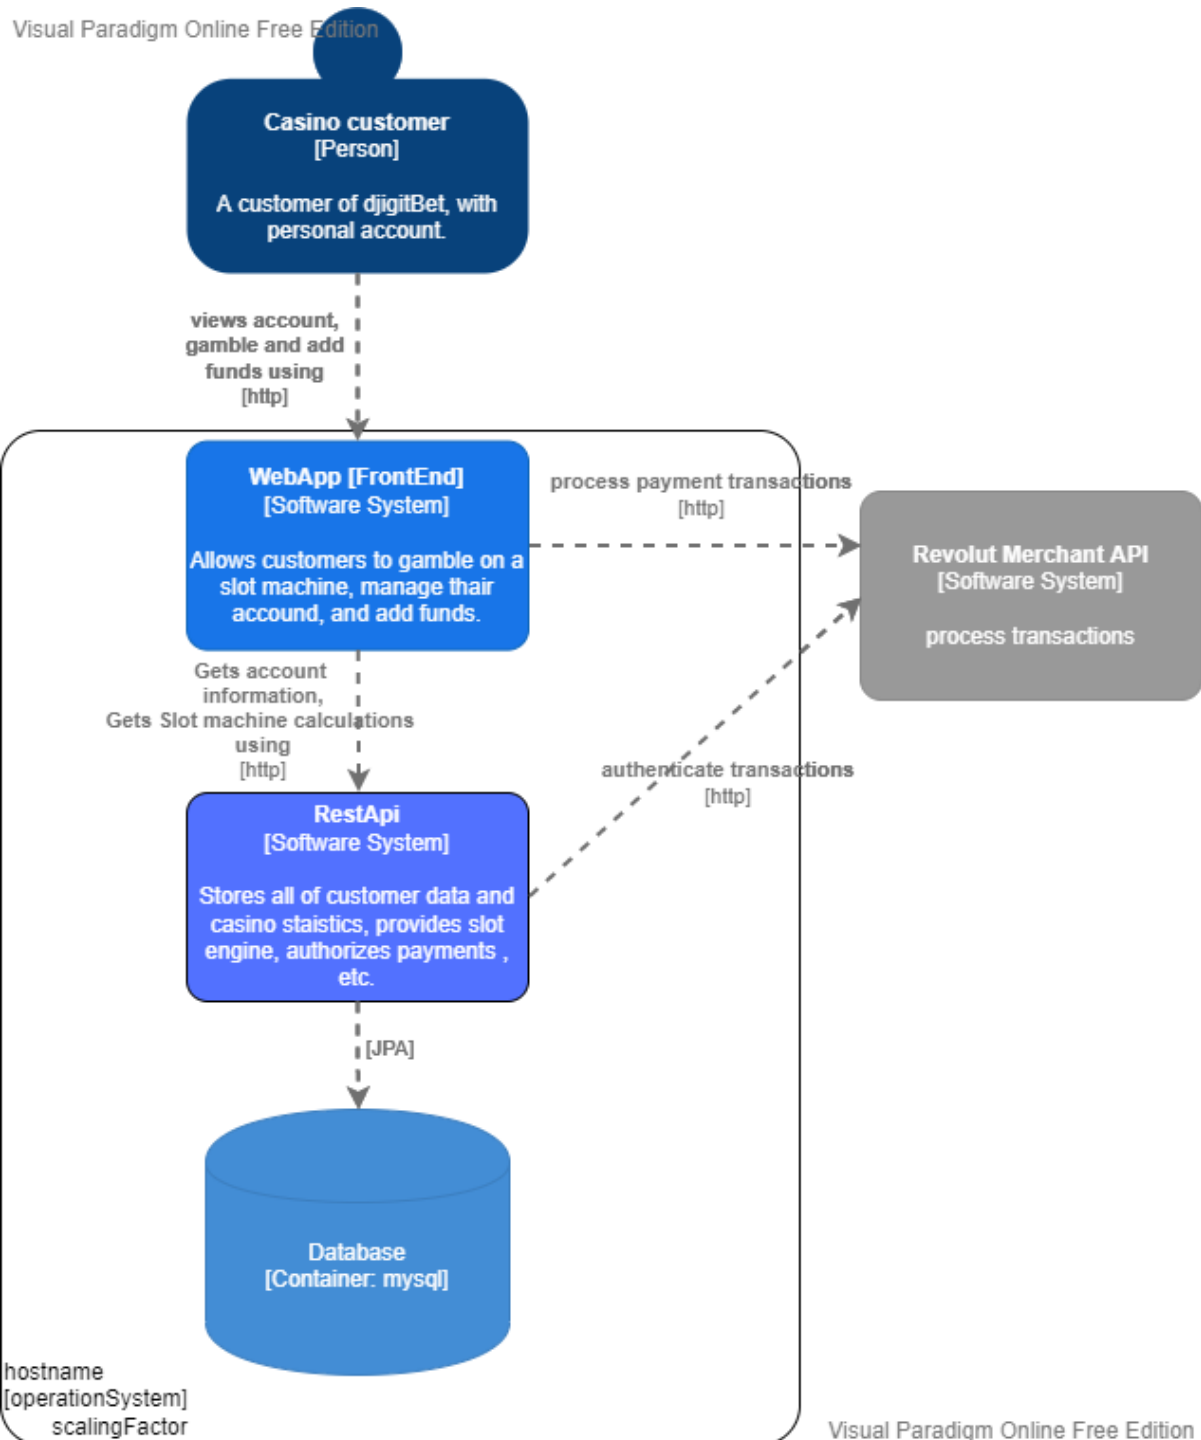 Visual Paradigm Online Free Edition
Casino customer
[Person]
A customer of djigitBet, with
personal account.
views account,
gamble and add
funds using
[http]
WebApp [FrontEnd]
[Software System]
Allows customers to gamble on a
slot machine, manage thair
accound, and add funds.
process payment transactions
[http]
Revolut Merchant API
[Software System]
process transactions
Gets account
information,
Gets Slot machine calculations
using
[http]
authenticate transactions
[http]
RestApi
[Software System]
Stores all of customer data and
casino staistics, provides slot
engine, authorizes payments ,
etc.
[JPA]
Database
[Container: mysql]
hostname
[operationSystem]
scalingFactor
Visual Paradigm Online Free Edition